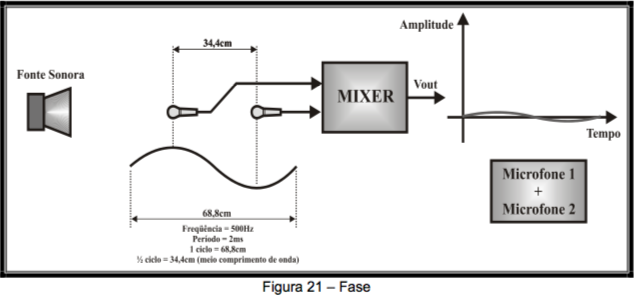 Amplitude
34,4cm
Fonte Sonora
MIXER
Vout
Tempo
Microfone 1
+
Microfone 2
68,8cm
Freqüência = 500Hz
Período = 2ms
1 ciclo = 68,8cm
½ ciclo = 34,4cm (meio comprimento de onda)
Figura 21 – Fase